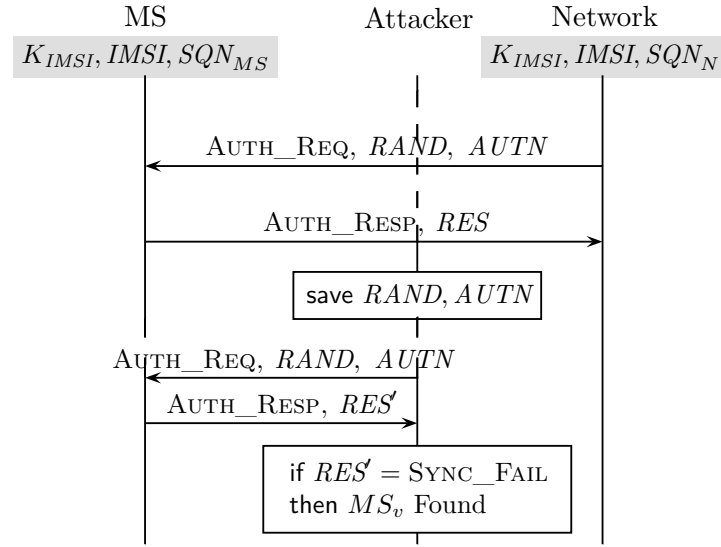 MS Attacker Network
K_IMSI, IMSI, SQN_MS K_IMSI, IMSI, SQN_N
AUTH_REQ, RAND, AUTN
AUTH_RESP, RES
save RAND, AUTN
AUTH_REQ, RAND, AUTN
AUTH_RESP, RES′
if RES′ = SYNC_FAIL
then MS_v Found